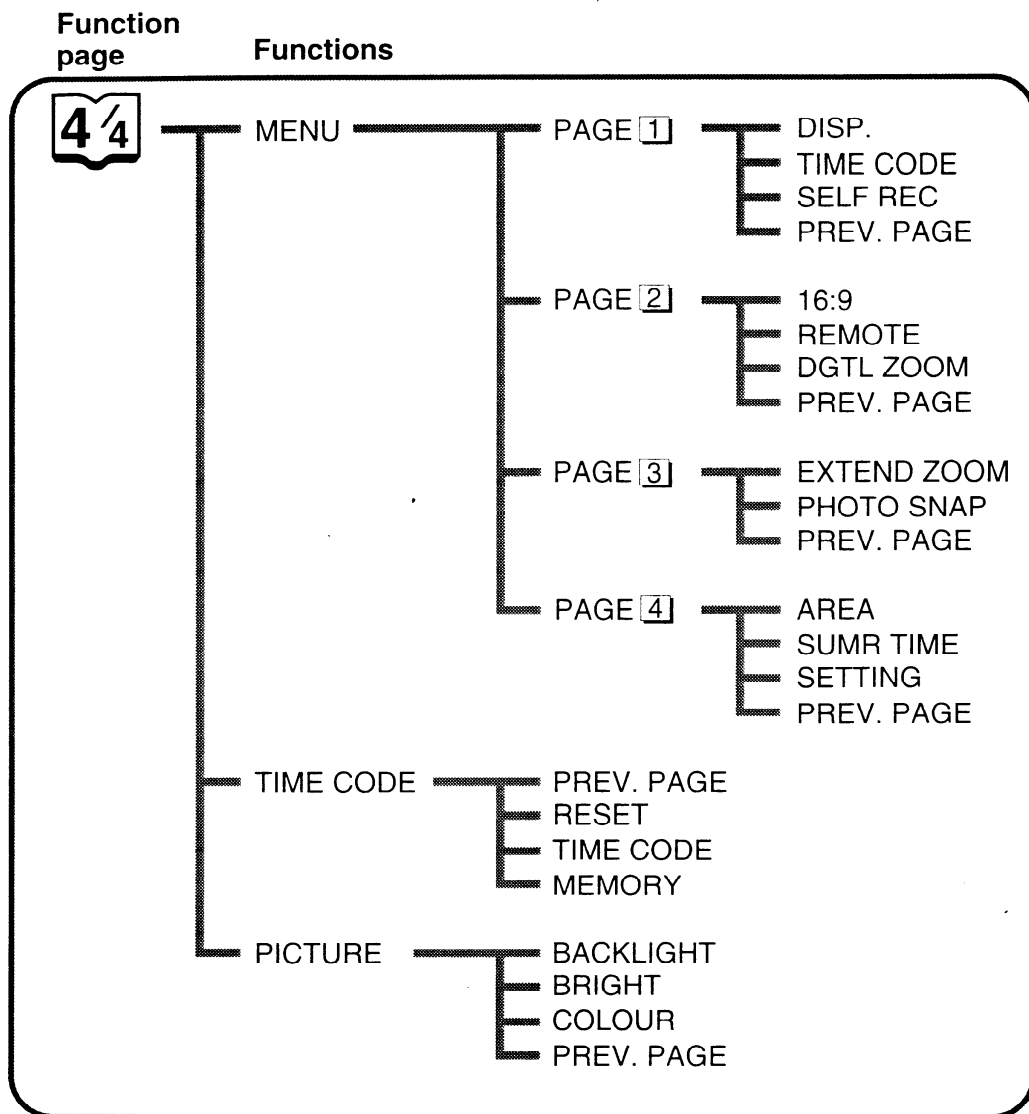 Function
page
Functions
4/4
MENU
PAGE 1
DISP.
TIME CODE
SELF REC
PREV. PAGE
PAGE 2
16:9
REMOTE
DGTL ZOOM
PREV. PAGE
PAGE 3
EXTEND ZOOM
PHOTO SNAP
PREV. PAGE
PAGE 4
AREA
SUMR TIME
SETTING
PREV. PAGE
TIME CODE
PREV. PAGE
RESET
TIME CODE
MEMORY
PICTURE
BACKLIGHT
BRIGHT
COLOUR
PREV. PAGE